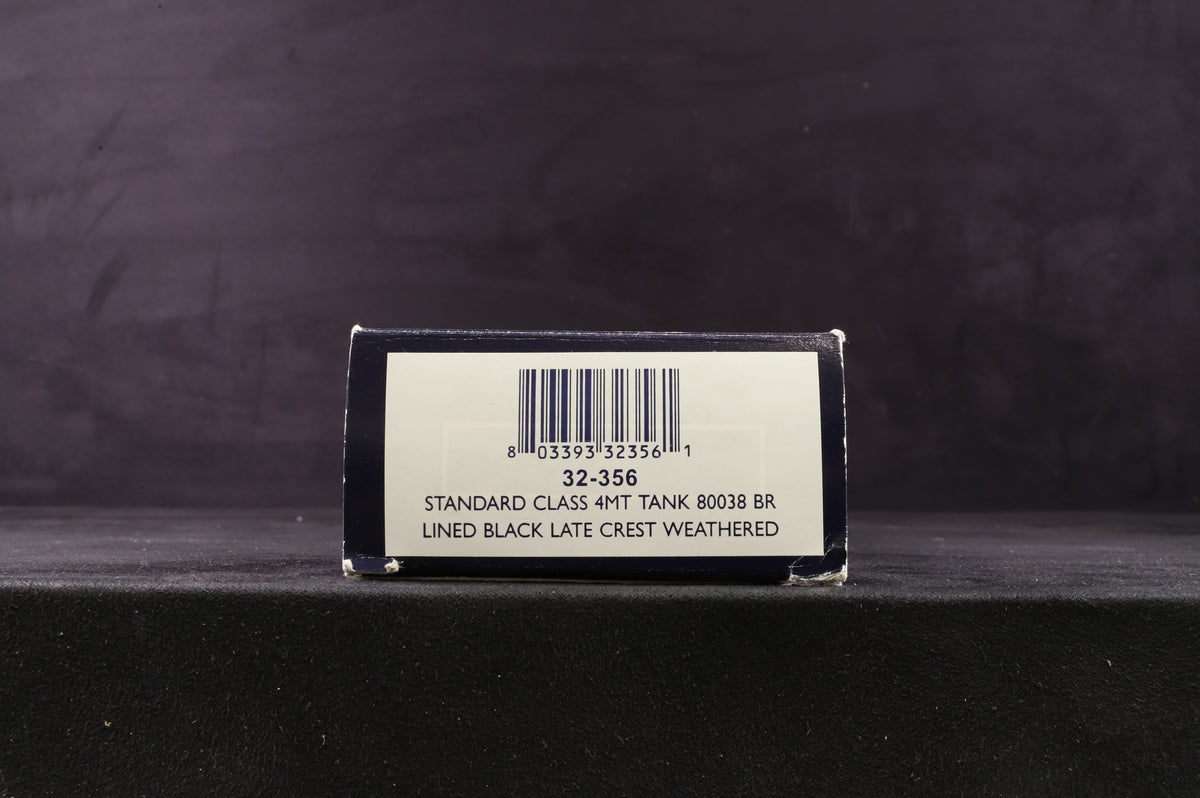 8 03393 32356 1
32-356
STANDARD CLASS 4MT TANK 80038 BR
LINED BLACK LATE CREST WEATHERED